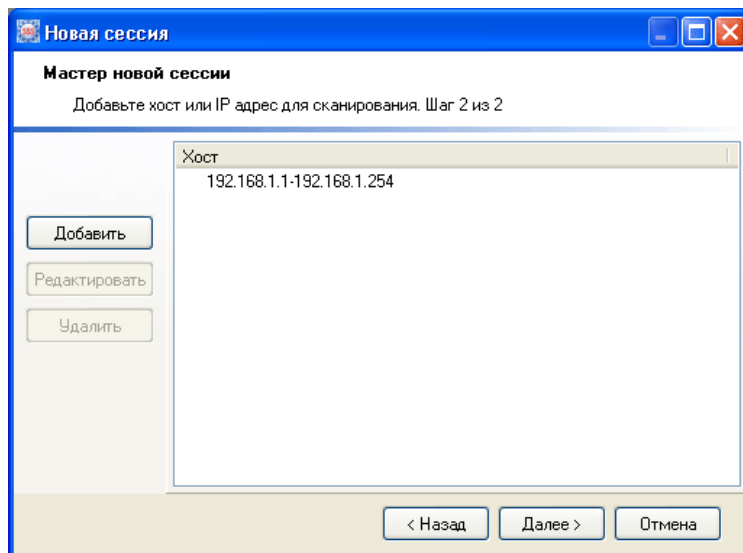 Новая сессия
Мастер новой сессии
Добавьте хост или IP адрес для сканирования. Шаг 2 из 2
Хост
192.168.1.1-192.168.1.254
Добавить
Редактировать
Удалить
< Назад
Далее >
Отмена